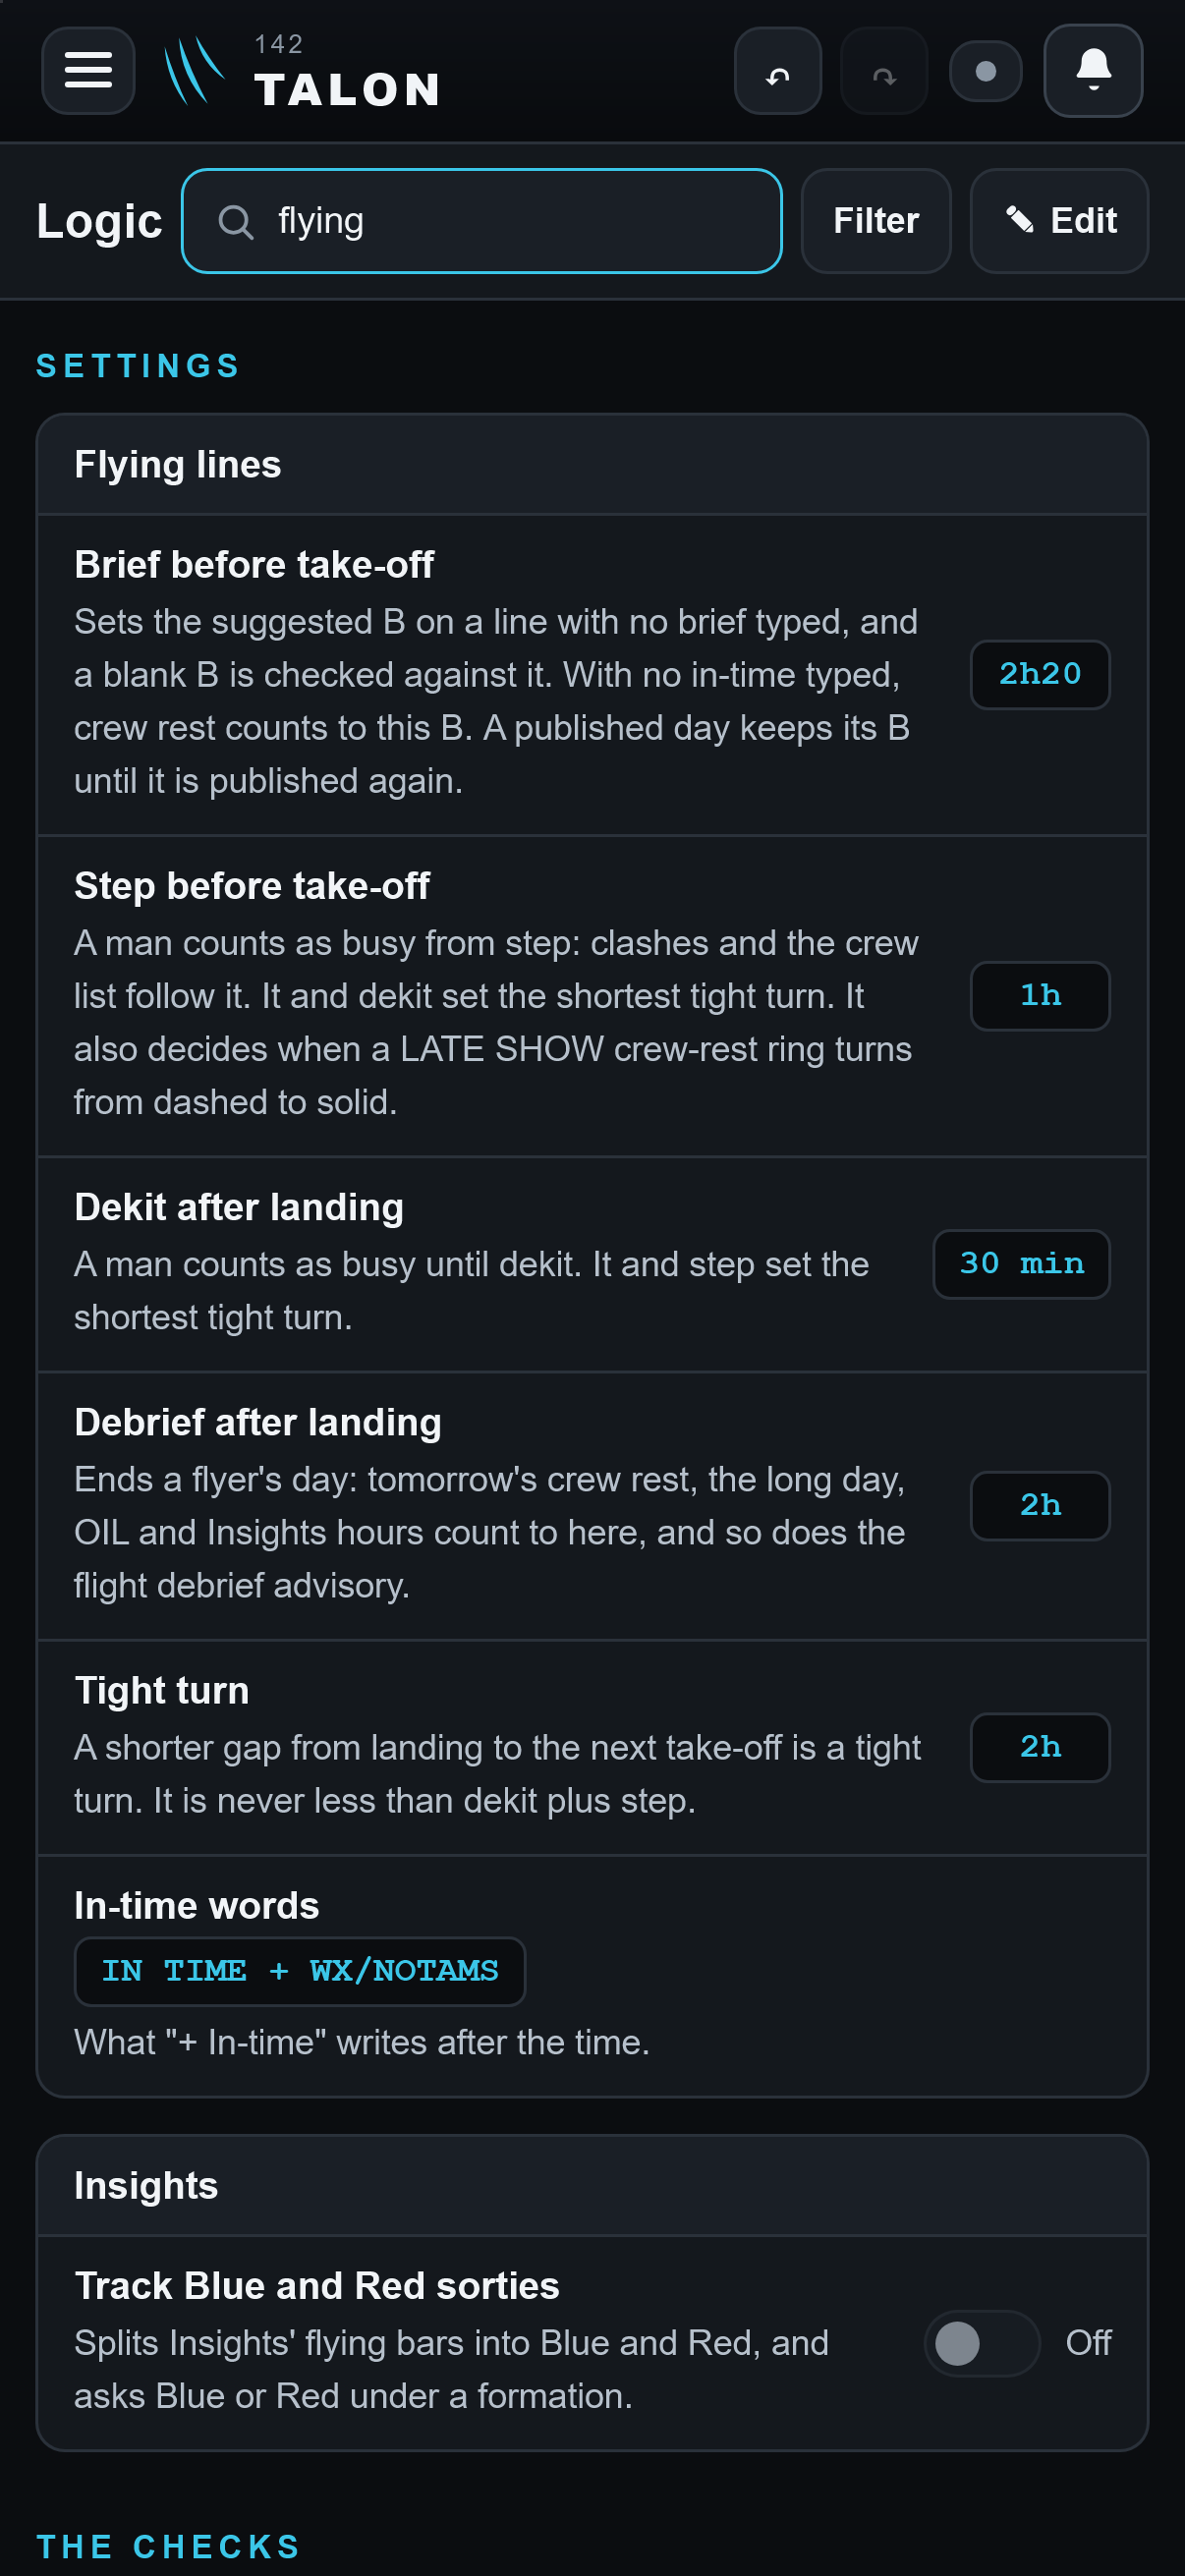 142
TALON
Logic
flying
Filter
Edit
SETTINGS
Flying lines
Brief before take-off
Sets the suggested B on a line with no brief typed, and
a blank B is checked against it. With no in-time typed,
crew rest counts to this B. A published day keeps its B
until it is published again.
2h20
Step before take-off
A man counts as busy from step: clashes and the crew
list follow it. It and dekit set the shortest tight turn. It
also decides when a LATE SHOW crew-rest ring turns
from dashed to solid.
1h
Dekit after landing
A man counts as busy until dekit. It and step set the
shortest tight turn.
30 min
Debrief after landing
Ends a flyer's day: tomorrow's crew rest, the long day,
OIL and Insights hours count to here, and so does the
flight debrief advisory.
2h
Tight turn
A shorter gap from landing to the next take-off is a tight
turn. It is never less than dekit plus step.
2h
In-time words
IN TIME + WX/NOTAMS
What "+ In-time" writes after the time.
Insights
Track Blue and Red sorties
Splits Insights' flying bars into Blue and Red, and
asks Blue or Red under a formation.
Off
THE CHECKS